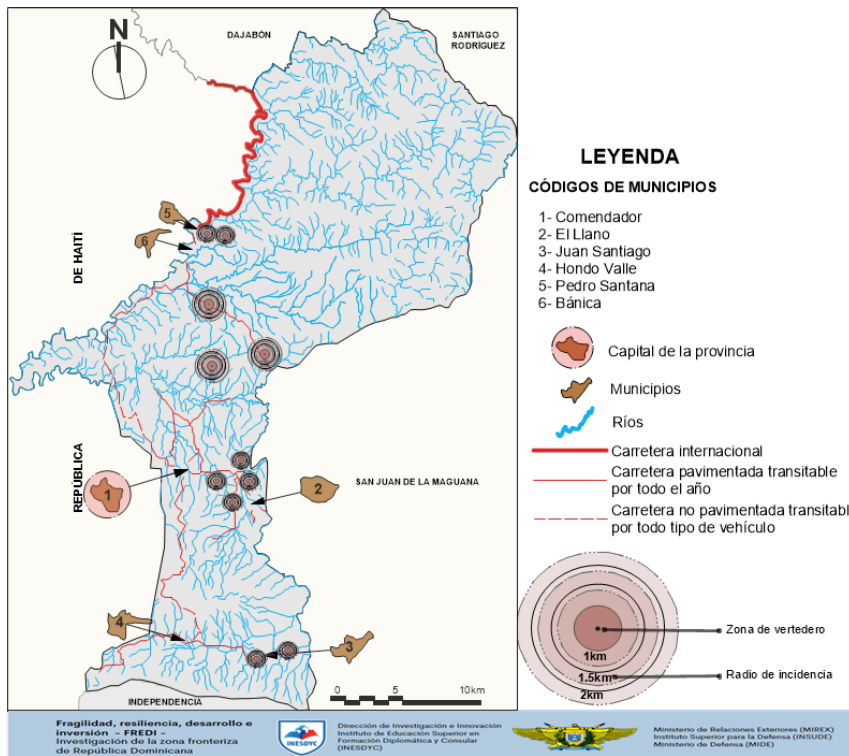 N
DAJABÓN
SANTIAGO
RODRÍGUEZ
5
6
DE HAITÍ
REPÚBLICA
1
2
SAN JUAN DE LA MAGUANA
4
3
INDEPENDENCIA
0 5 10km
LEYENDA
CÓDIGOS DE MUNICIPIOS
1- Comendador
2- El Llano
3- Juan Santiago
4- Hondo Valle
5- Pedro Santana
6- Bánica
Capital de la provincia
Municipios
Ríos
Carretera internacional
Carretera pavimentada transitable
por todo el año
Carretera no pavimentada transitabl
por todo tipo de vehículo
Zona de vertedero
1km
Radio de incidencia
1.5km
2km
Fragilidad, resiliencia, desarrollo e
inversión - FREDI -
Investigación de la zona fronteriza
de República Dominicana
INESDYC
Dirección de Investigación e Innovación
Instituto de Educación Superior en
Formación Diplomática y Consular
(INESDYC)
Ministerio de Relaciones Exteriores (MIREX)
Instituto Superior para la Defensa (INSUDE)
Ministerio de Defensa (MIDE)